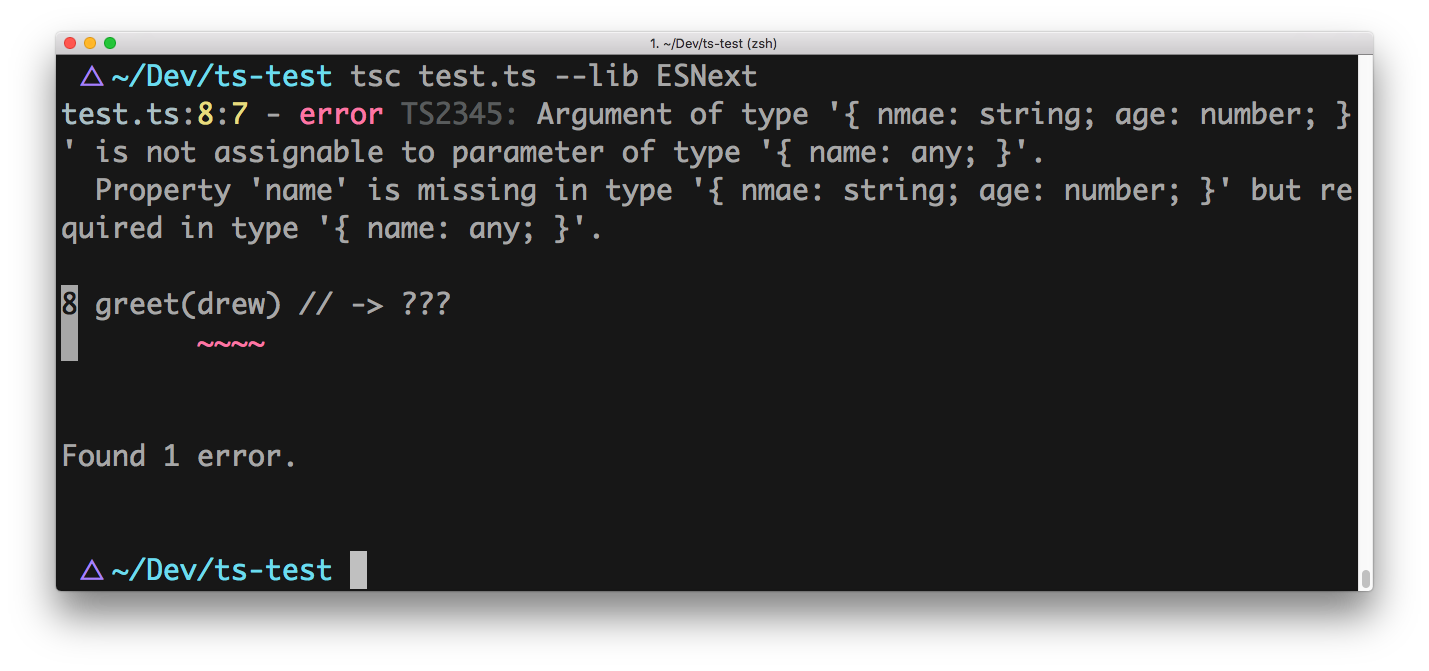 1. ~/Dev/ts-test (zsh)
△ ~/Dev/ts-test tsc test.ts --lib ESNext
test.ts:8:7 - error TS2345: Argument of type '{ nmae: string; age: number; }
' is not assignable to parameter of type '{ name: any; }'.
  Property 'name' is missing in type '{ nmae: string; age: number; }' but re
quired in type '{ name: any; }'.
8 greet(drew) // -> ???
        ~~~~
Found 1 error.
△ ~/Dev/ts-test